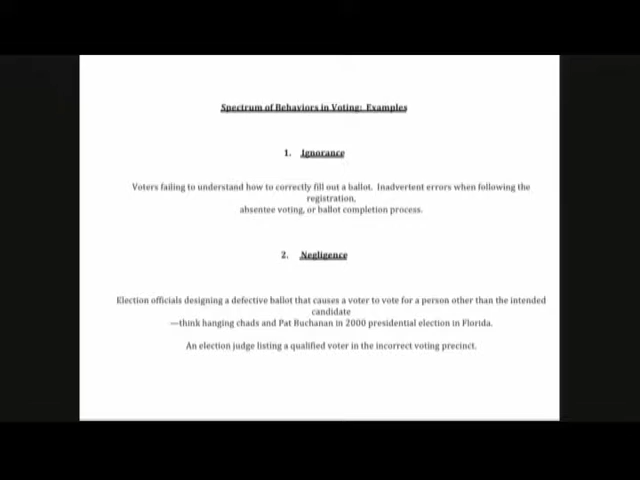 Spectrum of Behaviors in Voting: Examples
1. Ignorance
Voters failing to understand how to correctly fill out a ballot. Inadvertent errors when following the
registration,
absentee voting, or ballot completion process.
2. Negligence
Election officials designing a defective ballot that causes a voter to vote for a person other than the intended
candidate
—think hanging chads and Pat Buchanan in 2000 presidential election in Florida.
An election judge listing a qualified voter in the incorrect voting precinct.